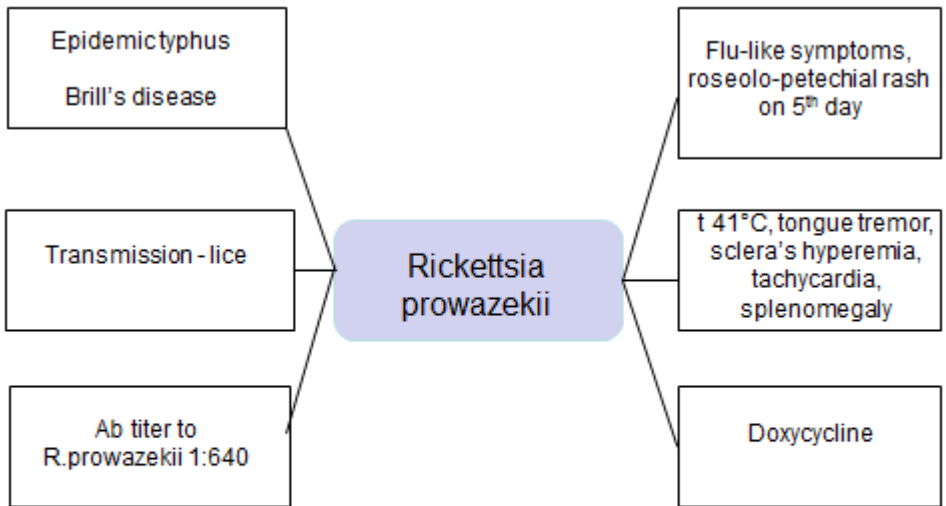 Epidemic typhus
Brill's disease
Transmission - lice
Ab titer to
R.prowazekii 1:640
Rickettsia
prowazekii
Flu-like symptoms,
roseolo-petechial rash
on 5th day
t 41°C, tongue tremor,
sclera's hyperemia,
tachycardia,
splenomegaly
Doxycycline